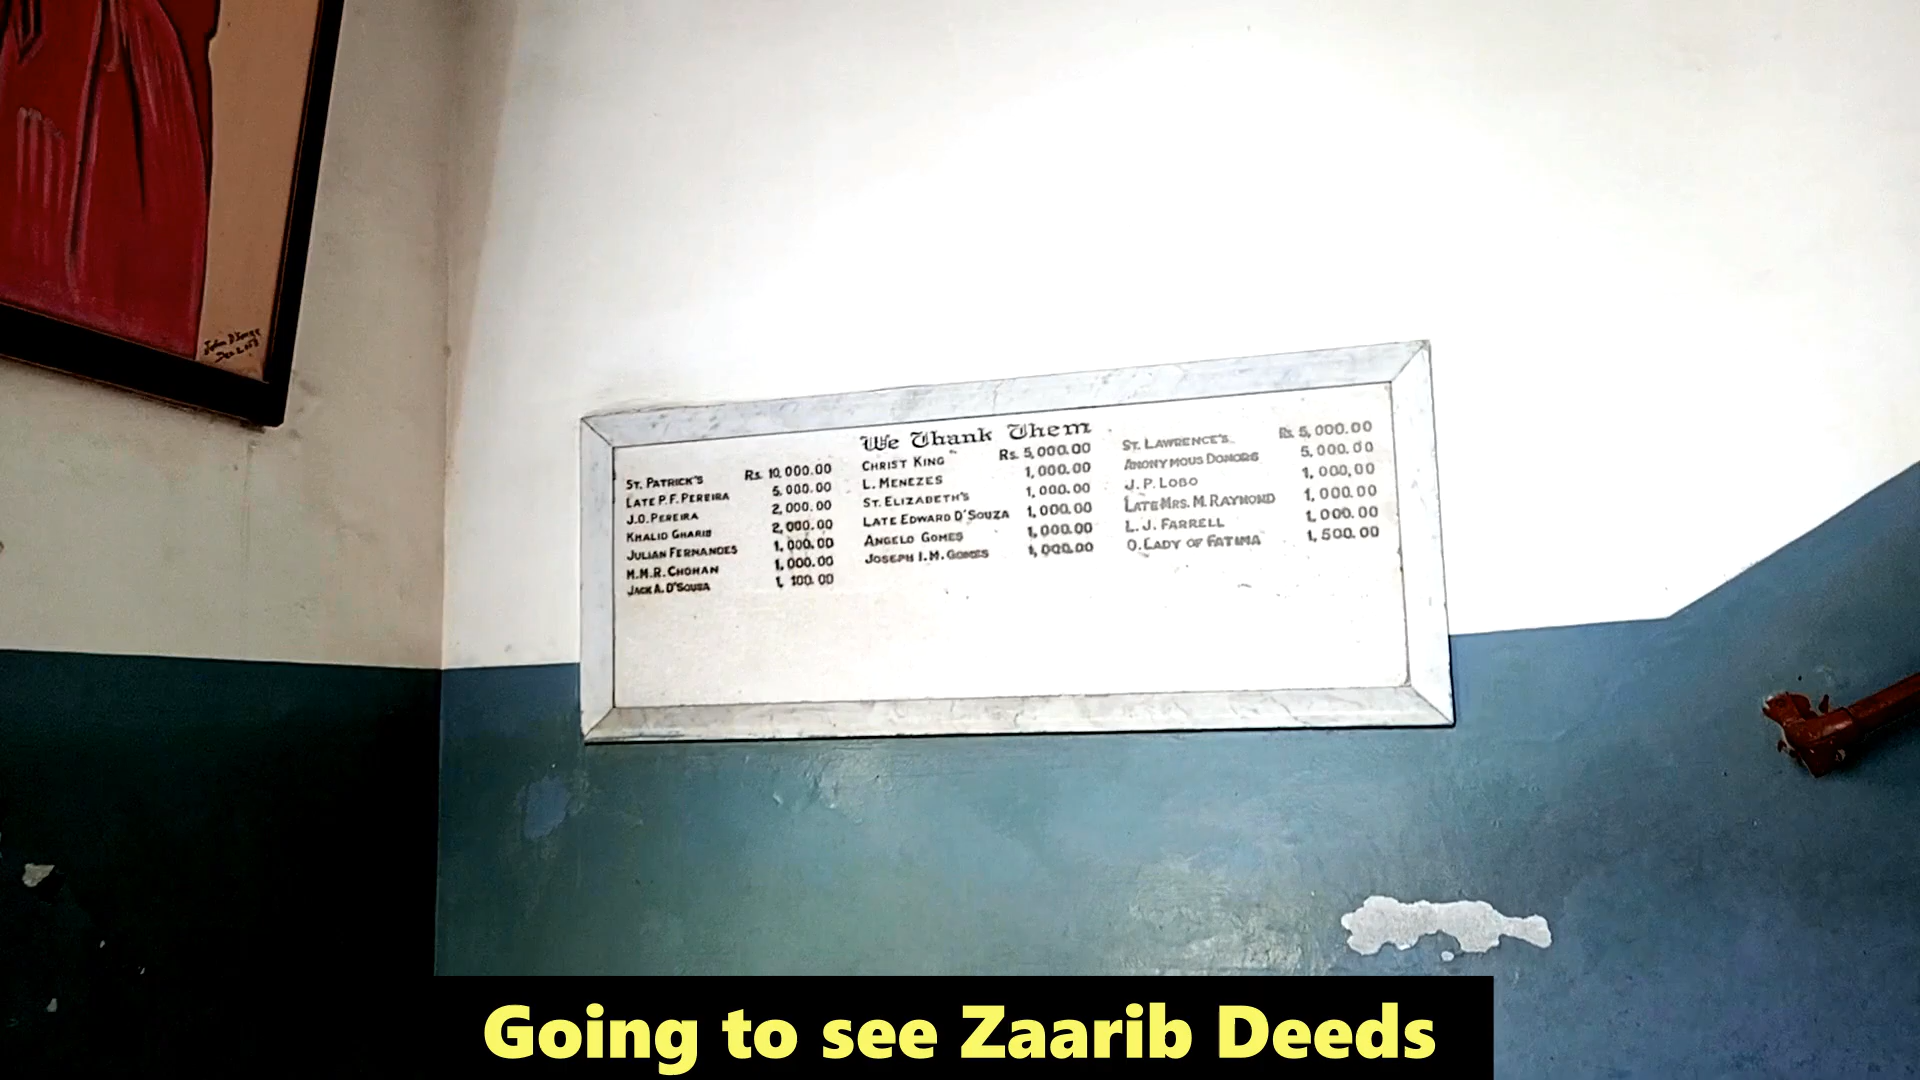 John D'Souza
We Thank Them
ST. PATRICK'S Rs. 10,000.00
LATE P.F. PEREIRA 5,000.00
J.O. PEREIRA 2,000.00
KHALID GHARIB 2,000.00
JULIAN FERNANDES 1,000.00
M.M.R. CHOHAN 1,000.00
JACK A. D'SOUSA 1,100.00
CHRIST KING Rs. 5,000.00
L. MENEZES 1,000.00
ST. ELIZABETH'S 1,000.00
LATE EDWARD D'SOUZA 1,000.00
ANGELO GOMES 1,000.00
JOSEPH I.M. GOMES 1,000.00
ST. LAWRENCE'S Rs. 5,000.00
ANONYMOUS DONORS 5,000.00
J.P. LOBO 1,000,00
LATE MRS. M. RAYMOND 1,000.00
L.J. FARRELL 1,000.00
O. LADY OF FATIMA 1,500.00
Going to see Zaarib Deeds